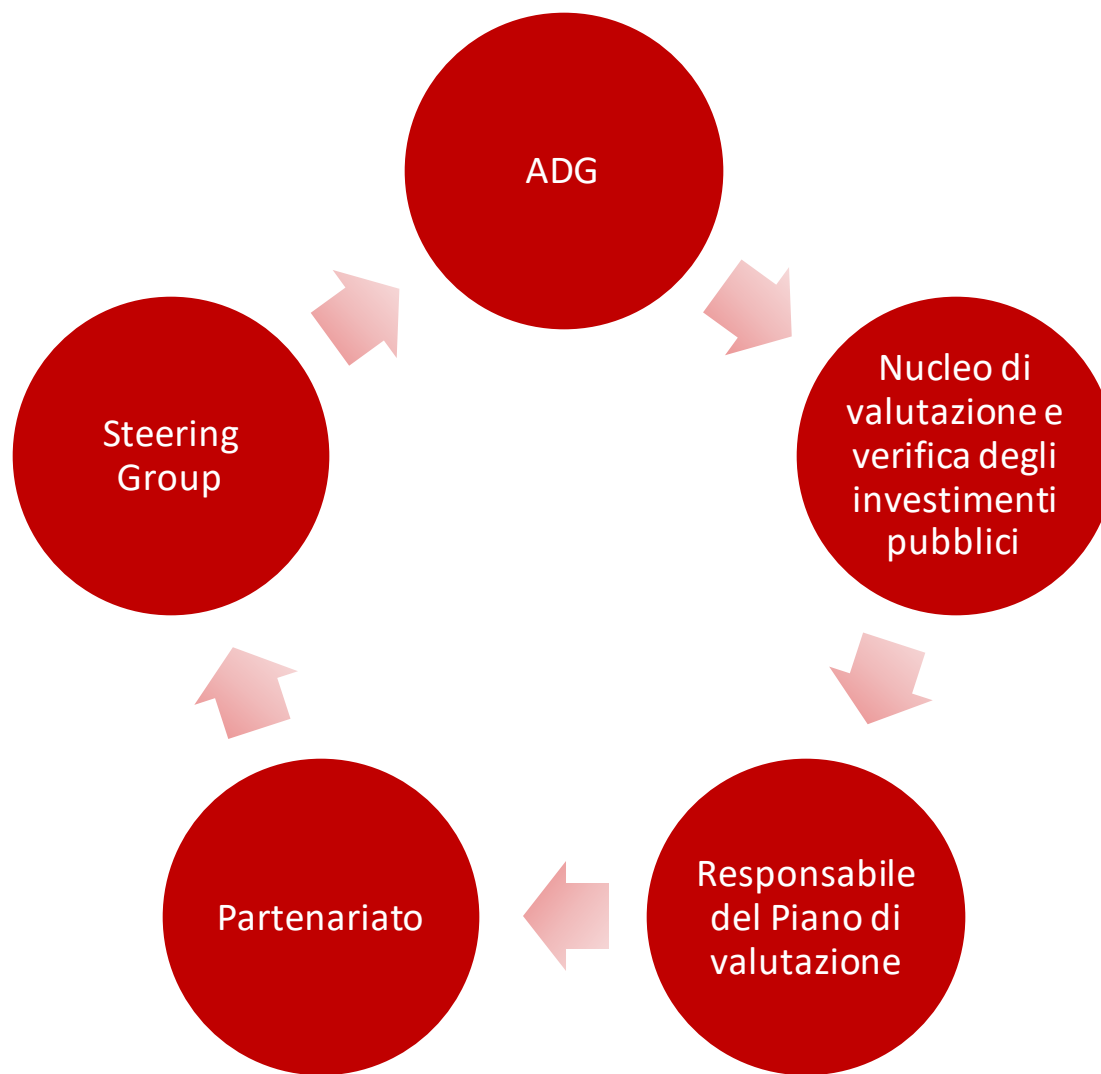 ADG
Nucleo di
valutazione e
verifica degli
investimenti
pubblici
Steering
Group
Responsabile
del Piano di
valutazione
Partenariato